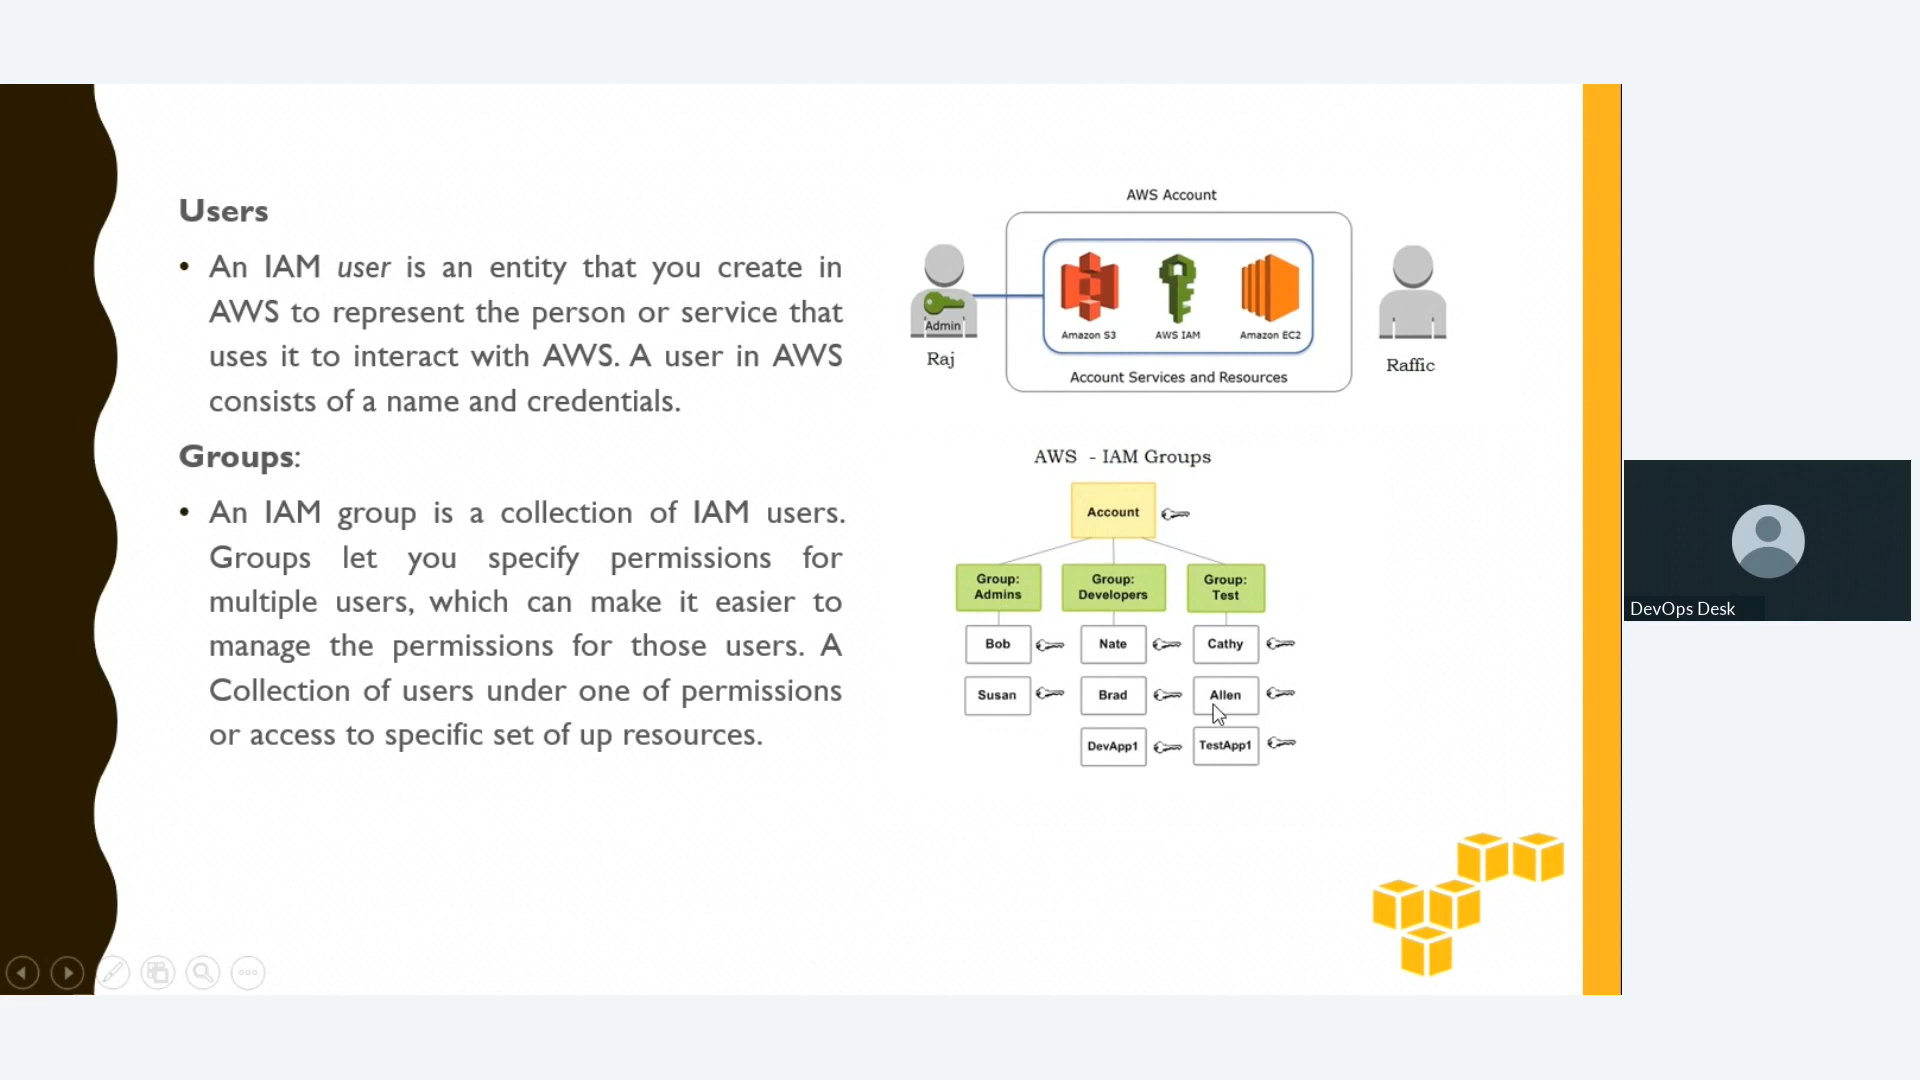 Users
• An IAM user is an entity that you create in
AWS to represent the person or service that
uses it to interact with AWS. A user in AWS
consists of a name and credentials.
Groups:
• An IAM group is a collection of IAM users.
Groups let you specify permissions for
multiple users, which can make it easier to
manage the permissions for those users. A
Collection of users under one of permissions
or access to specific set of up resources.
AWS Account
Admin
Raj
Amazon S3
AWS IAM
Amazon EC2
Account Services and Resources
Raffic
AWS - IAM Groups
Account
Group:
Admins
Group:
Developers
Group:
Test
Bob
Nate
Cathy
Susan
Brad
Allen
DevApp1
TestApp1
DevOps Desk